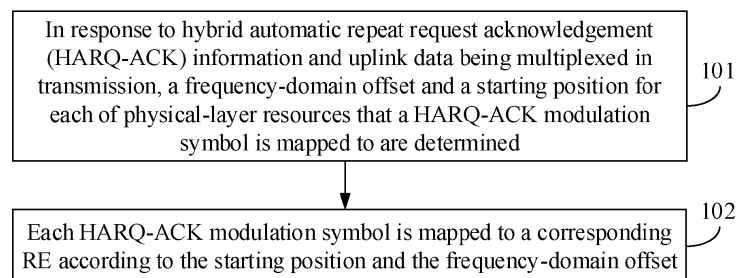 In response to hybrid automatic repeat request acknowledgement
(HARQ-ACK) information and uplink data being multiplexed in
transmission, a frequency-domain offset and a starting position for
each of physical-layer resources that a HARQ-ACK modulation
symbol is mapped to are determined
101
Each HARQ-ACK modulation symbol is mapped to a corresponding
RE according to the starting position and the frequency-domain offset
102